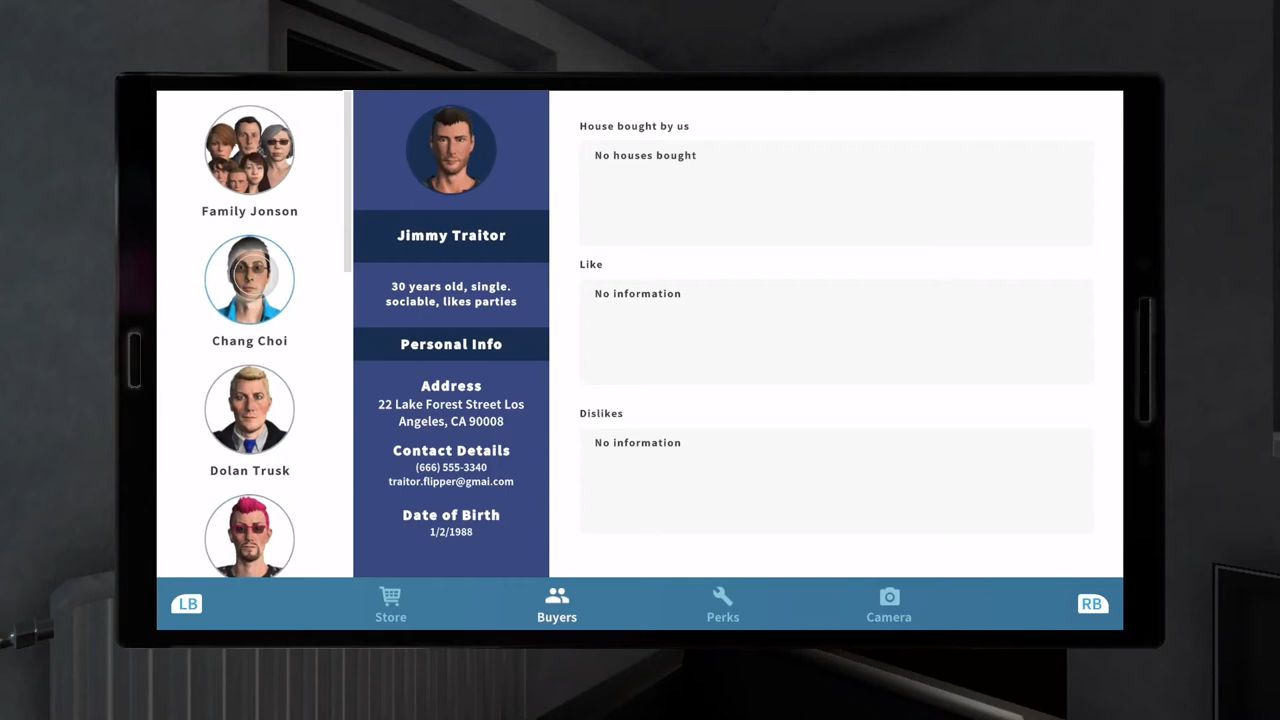 Family Jonson
Chang Choi
Dolan Trusk
Jimmy Traitor
30 years old, single.
sociable, likes parties
Personal Info
Address
22 Lake Forest Street Los
Angeles, CA 90008
Contact Details
(666) 555-3340
traitor.flipper@gmai.com
Date of Birth
1/2/1988
House bought by us
No houses bought
Like
No information
Dislikes
No information
LB
Store
Buyers
Perks
Camera
RB